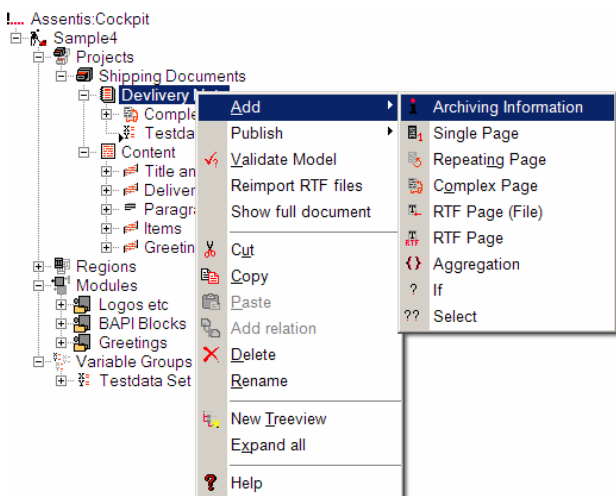 !.... Assentis:Cockpit
Sample4
Projects
Shipping Documents
Devlivery
Comple
Testda
Content
Title an
Deliver
Paragr
Items
Greetin
Regions
Modules
Logos etc
BAPI Blocks
Greetings
Variable Groups
Testdata Set
Add
Publish
Validate Model
Reimport RTF files
Show full document
Cut
Copy
Paste
Add relation
Delete
Rename
New Treeview
Expand all
Help
Archiving Information
Single Page
Repeating Page
Complex Page
RTF Page (File)
RTF Page
Aggregation
? If
?? Select